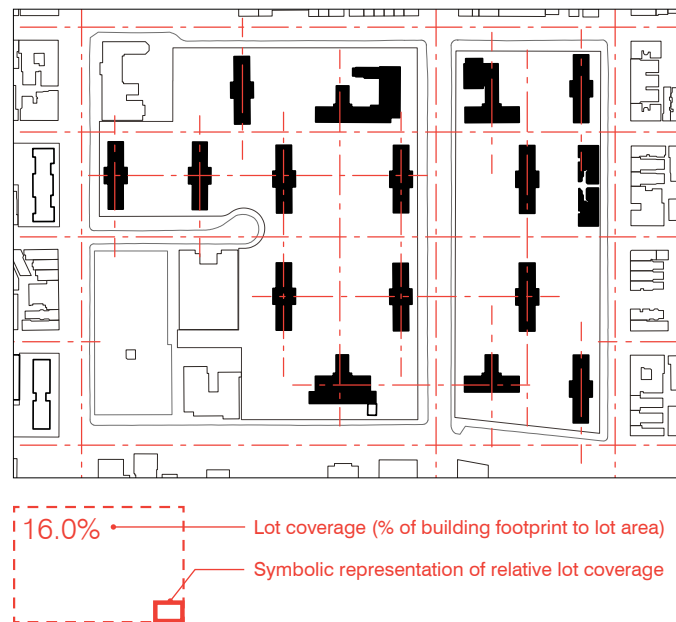 16.0%
Lot coverage (% of building footprint to lot area)
Symbolic representation of relative lot coverage